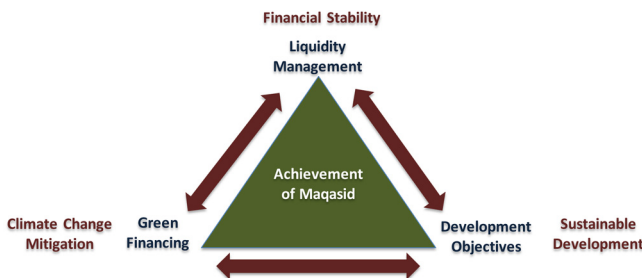 Financial Stability
Liquidity
Management
Achievement
of Maqasid
Climate Change
Mitigation
Green
Financing
Development
Objectives
Sustainable
Development